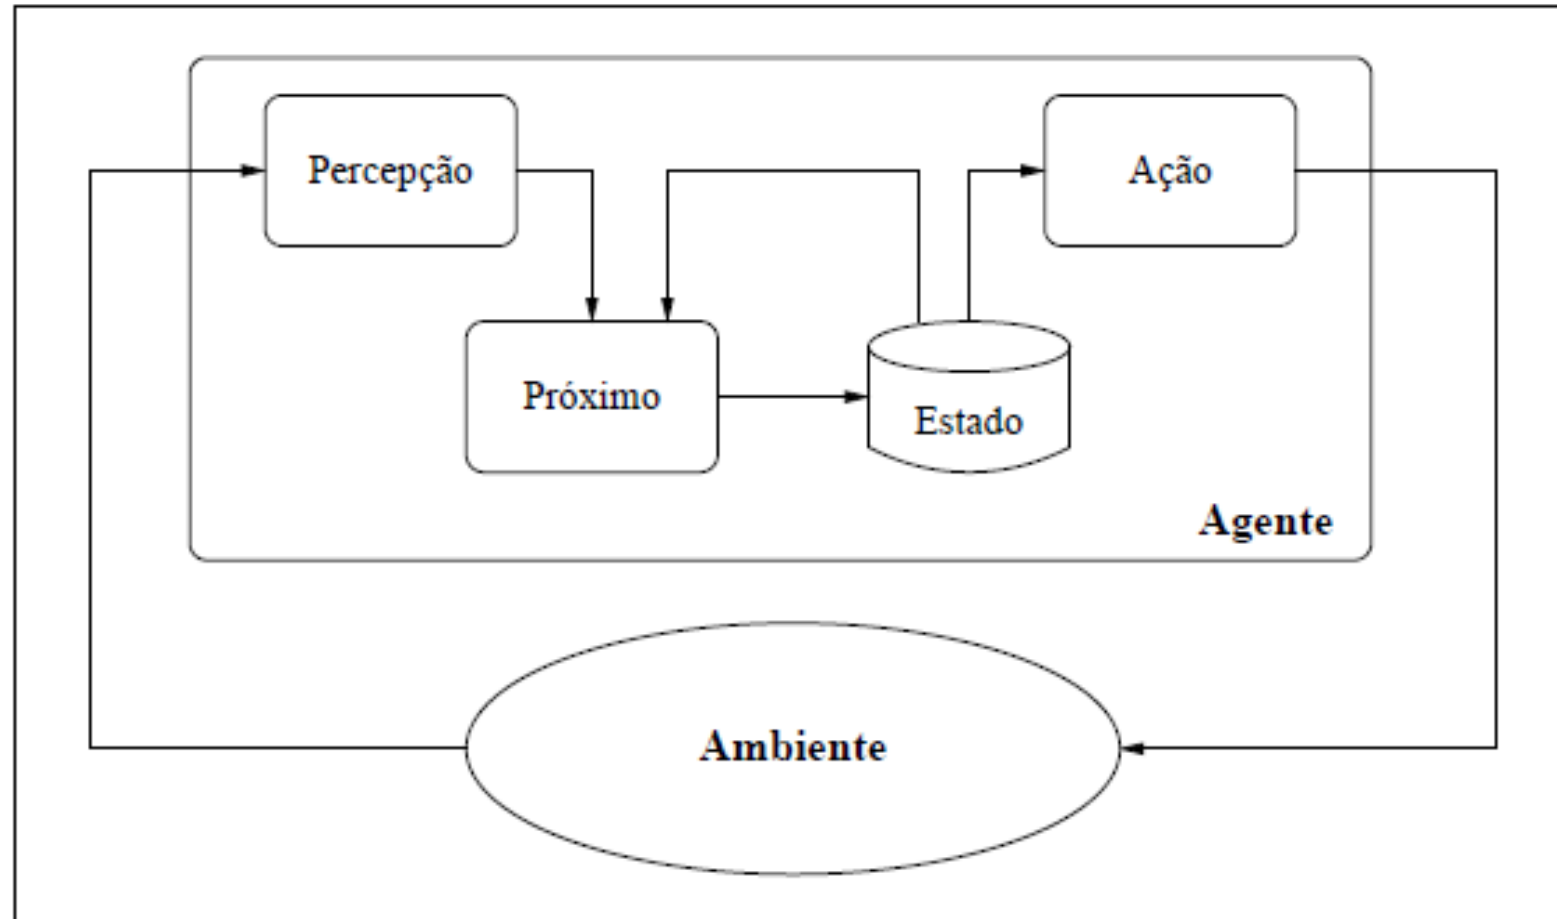 Percepção
Ação
Próximo
Estado
Agente
Ambiente